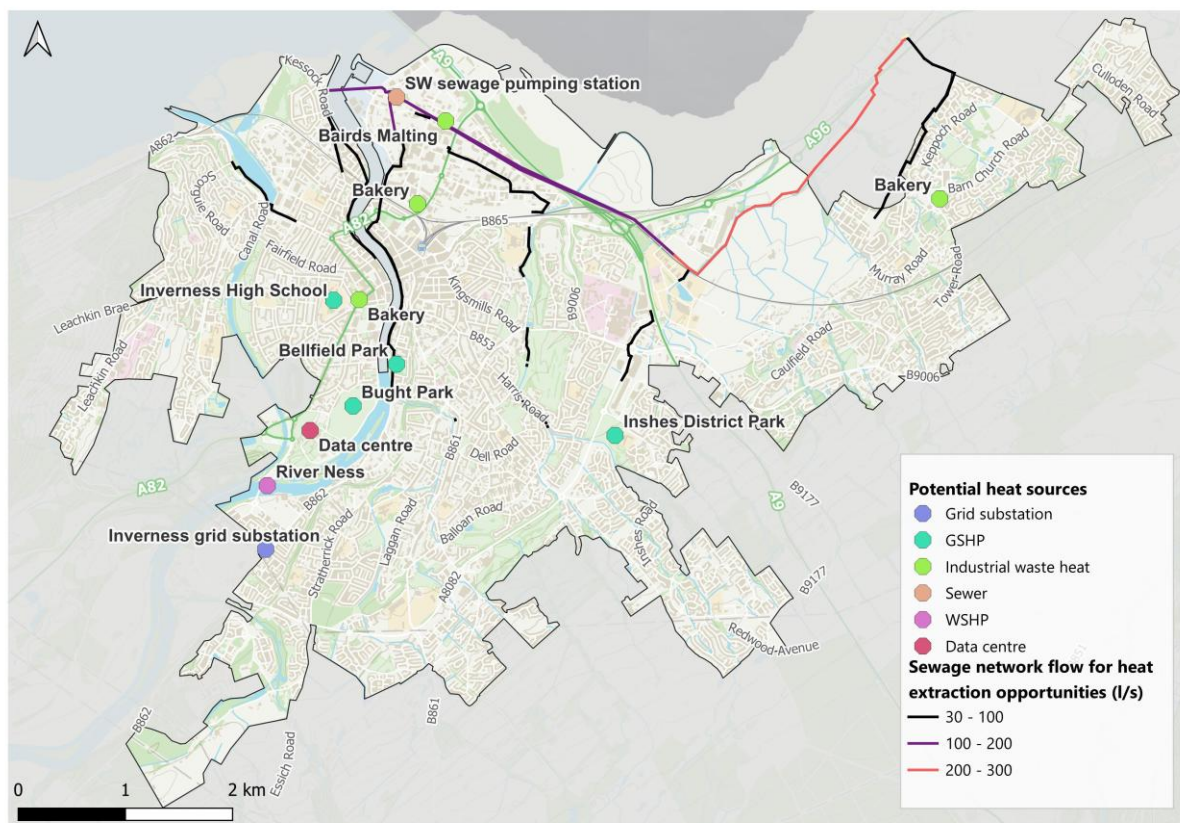 A9
Kessock Road
SW sewage pumping station
Culloden Road
Bairds Malting
A96
Keppoch Road
A862
Barn Church Road
Scorguie Road
Bakery
Bakery
Canal Road
A82
B865
Fairfield Road
Murray Road
Tower-Road
Inverness High School
Kingsmills Road
B9006
Leachkin Brae
Bakery
B853
Bellfield Park
Caulfield Road
Leachkin Road
B9006
Harris-Road
Bught Park
Inshes District Park
Data centre
B861
Dell Road
River Ness
A82
B862
B9177
A9
Balloan Road
Laggan Road
Inshes Road
Inverness grid substation
Stratherrick Road
B9177
A8082
Redwood-Avenue
B861
B862
Essich Road
0 1 2 km
Potential heat sources
Grid substation
GSHP
Industrial waste heat
Sewer
WSHP
Data centre
Sewage network flow for heat
extraction opportunities (l/s)
30 - 100
100 - 200
200 - 300